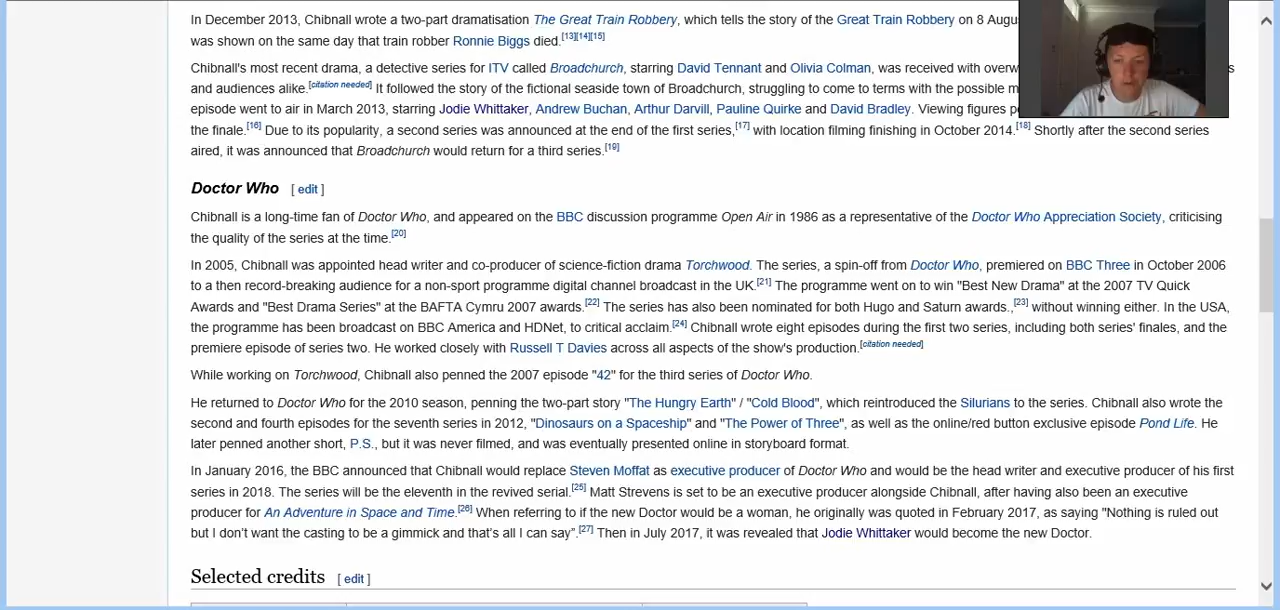 In December 2013, Chibnall wrote a two-part dramatisation The Great Train Robbery, which tells the story of the Great Train Robbery on 8
was shown on the same day that train robber Ronnie Biggs died.[13][14][15]
Chibnall's most recent drama, a detective series for ITV called Broadchurch, starring David Tennant and Olivia Colman, was received with
and audiences alike.[citation needed] It followed the story of the fictional seaside town of Broadchurch, struggling to come to terms with the possible
episode went to air in March 2013, starring Jodie Whittaker, Andrew Buchan, Arthur Darvill, Pauline Quirke and David Bradley. Viewing figures
the finale.[16] Due to its popularity, a second series was announced at the end of the first series,[17] with location filming finishing in October 2014.[18] Shortly after the second series
aired, it was announced that Broadchurch would return for a third series.[19]
Doctor Who [ edit ]
Chibnall is a long-time fan of Doctor Who, and appeared on the BBC discussion programme Open Air in 1986 as a representative of the Doctor Who Appreciation Society, criticising
the quality of the series at the time.[20]
In 2005, Chibnall was appointed head writer and co-producer of science-fiction drama Torchwood. The series, a spin-off from Doctor Who, premiered on BBC Three in October 2006
to a then record-breaking audience for a non-sport programme digital channel broadcast in the UK.[21] The programme went on to win "Best New Drama" at the 2007 TV Quick
Awards and "Best Drama Series" at the BAFTA Cymru 2007 awards.[22] The series has also been nominated for both Hugo and Saturn awards.,[23] without winning either. In the USA,
the programme has been broadcast on BBC America and HDNet, to critical acclaim.[24] Chibnall wrote eight episodes during the first two series, including both series' finales, and the
premiere episode of series two. He worked closely with Russell T Davies across all aspects of the show's production.[citation needed]
While working on Torchwood, Chibnall also penned the 2007 episode "42" for the third series of Doctor Who.
He returned to Doctor Who for the 2010 season, penning the two-part story "The Hungry Earth" / "Cold Blood", which reintroduced the Silurians to the series. Chibnall also wrote the
second and fourth episodes for the seventh series in 2012, "Dinosaurs on a Spaceship" and "The Power of Three", as well as the online/red button exclusive episode Pond Life. He
later penned another short, P.S., but it was never filmed, and was eventually presented online in storyboard format.
In January 2016, the BBC announced that Chibnall would replace Steven Moffat as executive producer of Doctor Who and would be the head writer and executive producer of his first
series in 2018. The series will be the eleventh in the revived serial.[25] Matt Strevens is set to be an executive producer alongside Chibnall, after having also been an executive
producer for An Adventure in Space and Time.[26] When referring to if the new Doctor would be a woman, he originally was quoted in February 2017, as saying "Nothing is ruled out
but I don't want the casting to be a gimmick and that's all I can say".[27] Then in July 2017, it was revealed that Jodie Whittaker would become the new Doctor.
Selected credits [ edit ]